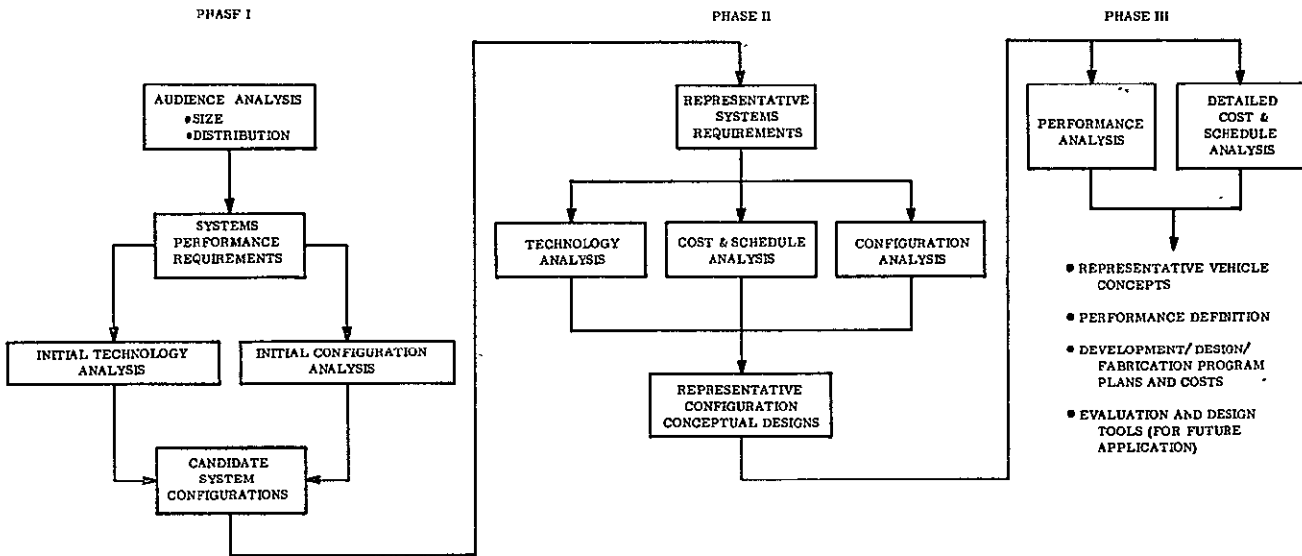 PHASF I
AUDIENCE ANALYSIS
• SIZE
• DISTRIBUTION
SYSTEMS
PERFORMANCE
REQUIREMENTS
INITIAL TECHNOLOGY
ANALYSIS
INITIAL CONFIGURATION
ANALYSIS
CANDIDATE
SYSTEM
CONFIGURATIONS
PHASE II
REPRESENTATIVE
SYSTEMS
REQUIREMENTS
TECHNOLOGY
ANALYSIS
COST & SCHEDULE
ANALYSIS
CONFIGURATION
ANALYSIS
REPRESENTATIVE
CONFIGURATION
CONCEPTUAL DESIGNS
PHASE III
PERFORMANCE
ANALYSIS
DETAILED
COST &
SCHEDULE
ANALYSIS
• REPRESENTATIVE VEHICLE
CONCEPTS
• PERFORMANCE DEFINITION
• DEVELOPMENT/DESIGN/
FABRICATION PROGRAM
PLANS AND COSTS
• EVALUATION AND DESIGN
TOOLS (FOR FUTURE
APPLICATION)